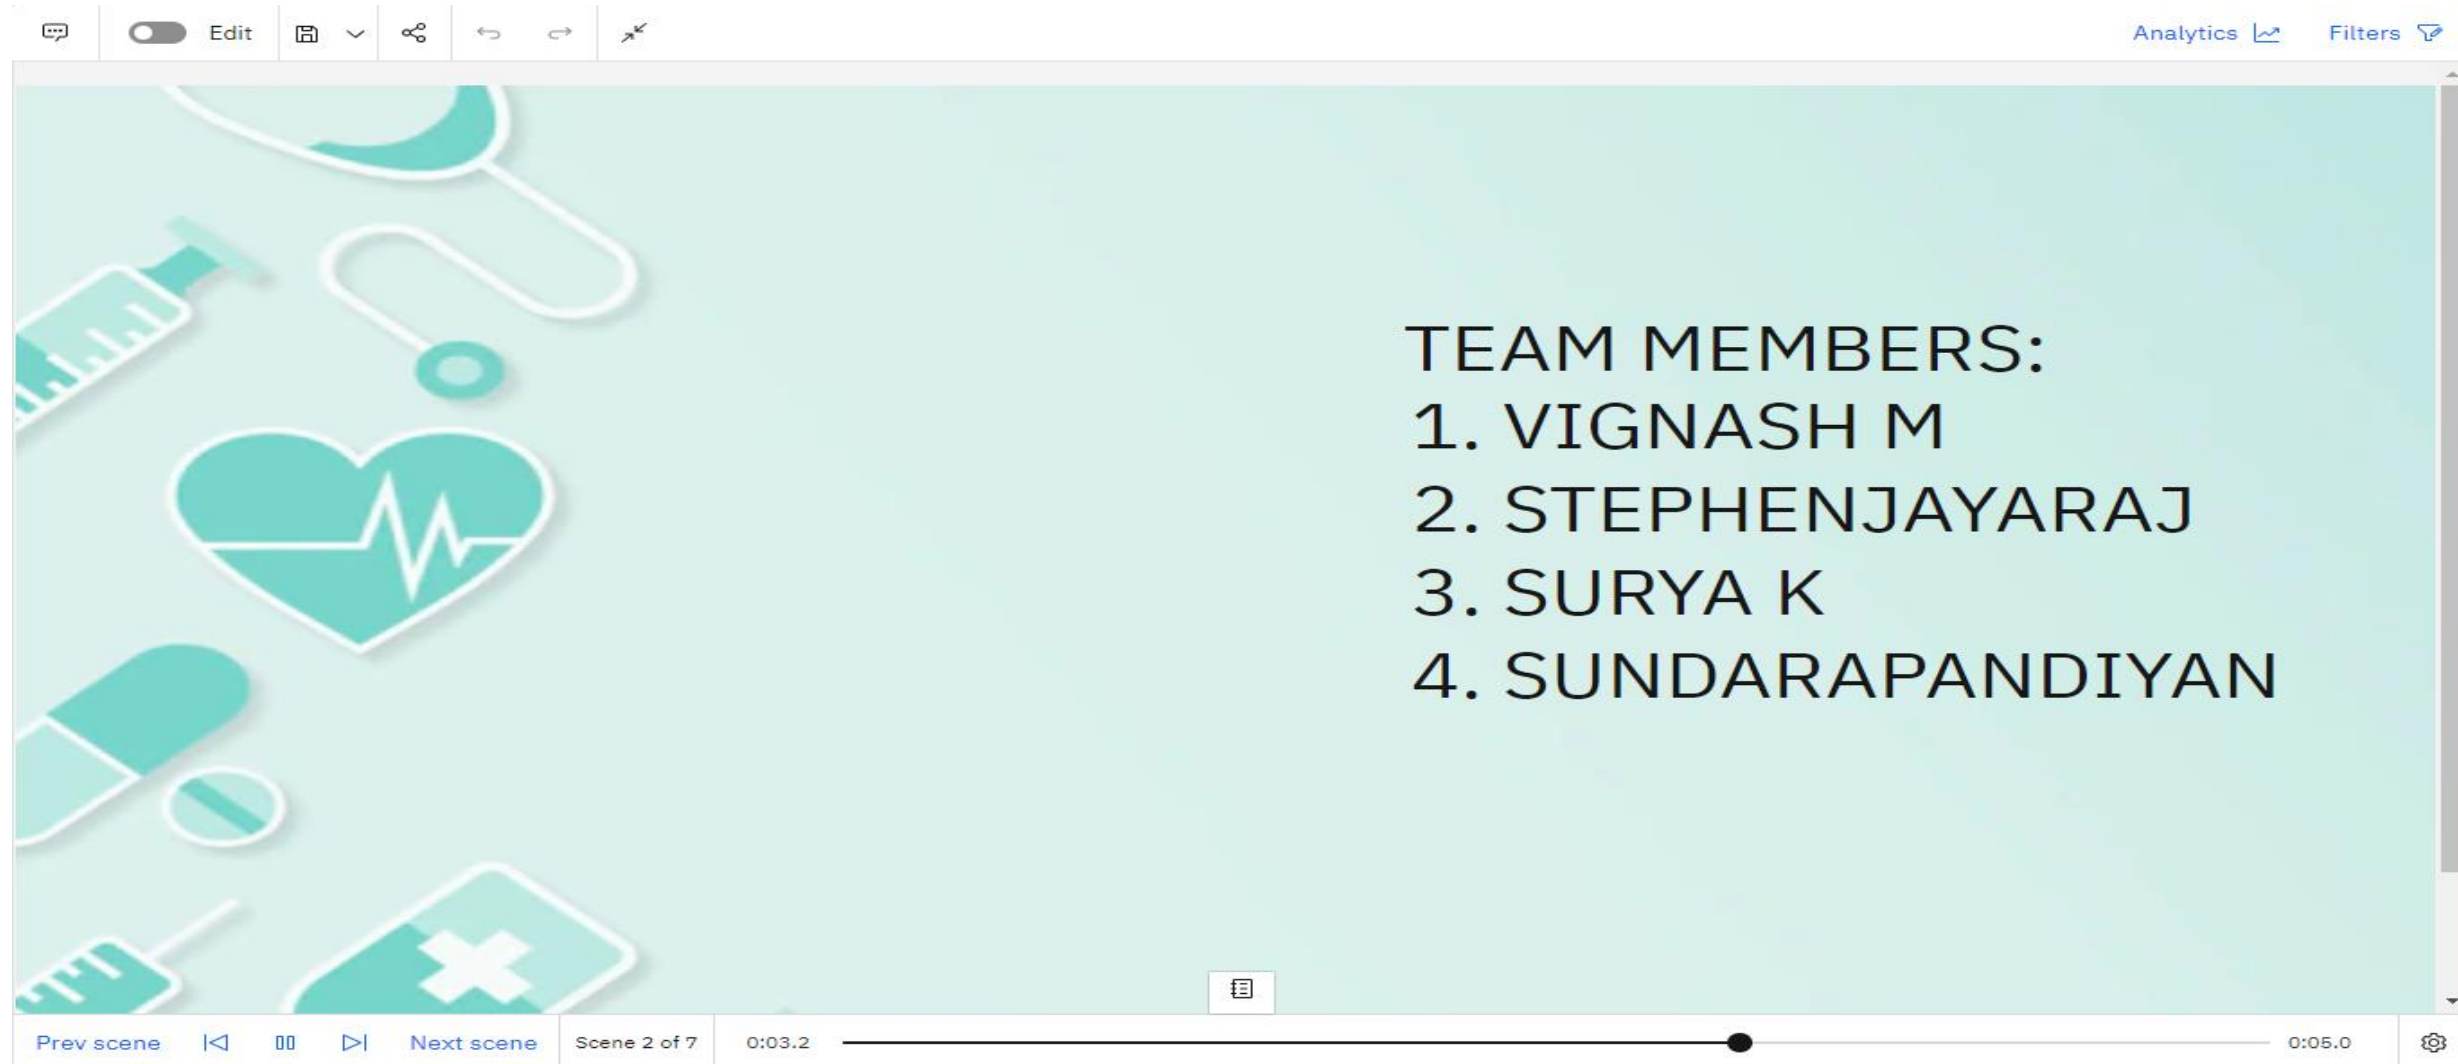 Edit
Analytics
Filters
TEAM MEMBERS:
1. VIGNASH M
2. STEPHENJAYARAJ
3. SURYA K
4. SUNDARAPANDIYAN
Prev scene Next scene Scene 2 of 7 0:03.2 0:05.0